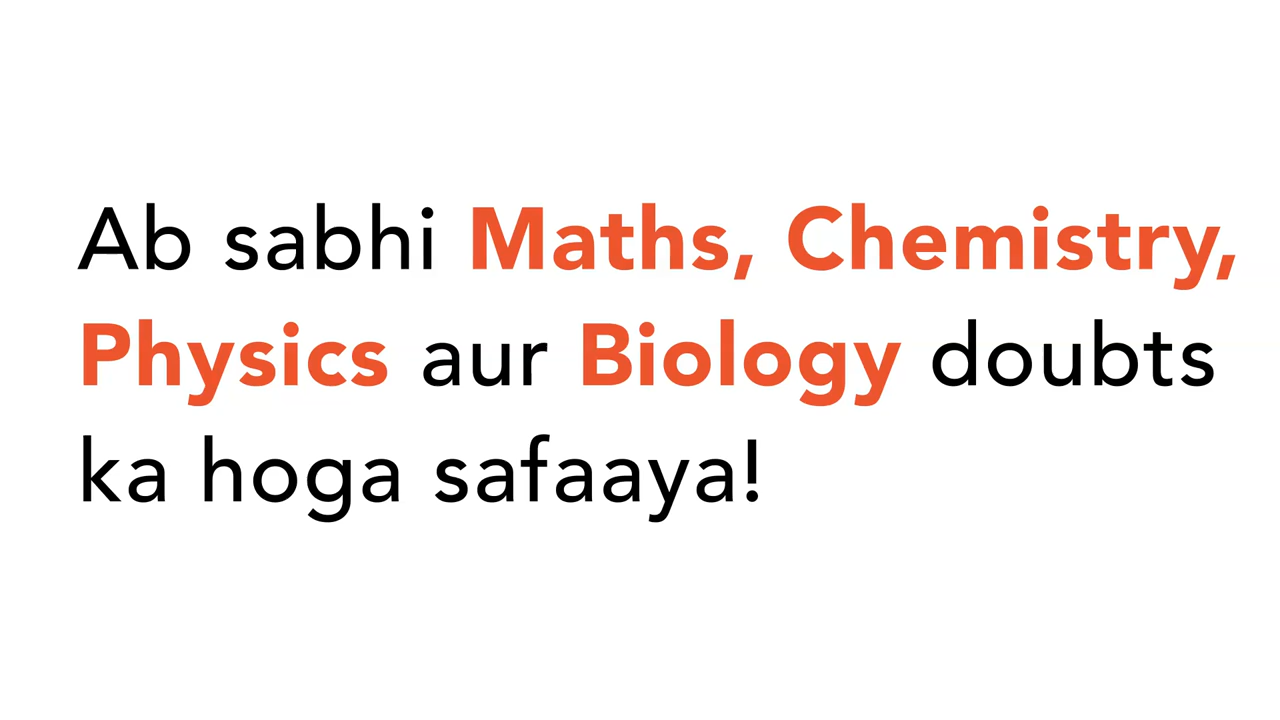 Ab sabhi Maths, Chemistry,
Physics aur Biology doubts
ka hoga safaaya!